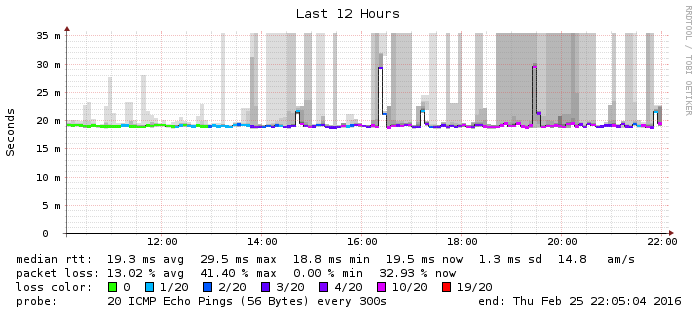 Last 12 Hours
RRDTOOL / TOBI OETIKER
Seconds
35 m
30 m
25 m
20 m
15 m
10 m
5 m
0
12:00 14:00 16:00 18:00 20:00 22:00
median rtt: 19.3 ms avg 29.5 ms max 18.8 ms min 19.5 ms now 1.3 ms sd 14.8 am/s
packet loss: 13.02 % avg 41.40 % max 0.00 % min 32.93 % now
loss color: 0 1/20 2/20 3/20 4/20 10/20 19/20
probe: 20 ICMP Echo Pings (56 Bytes) every 300s end: Thu Feb 25 22:05:04 2016